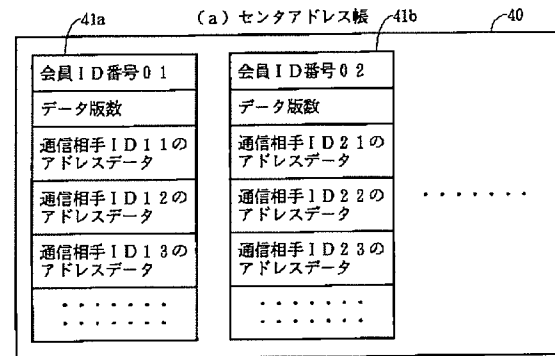 (a)センタアドレス帳
40
41a
会員ID番号01
データ版数
通信相手ID11の
アドレスデータ
通信相手ID12の
アドレスデータ
通信相手ID13の
アドレスデータ
・・・・・・・
・・・・・・・
41b
会員ID番号02
データ版数
通信相手ID21の
アドレスデータ
通信相手ID22の
アドレスデータ
通信相手ID23の
アドレスデータ
・・・・・・・
・・・・・・・
・・・・・・・